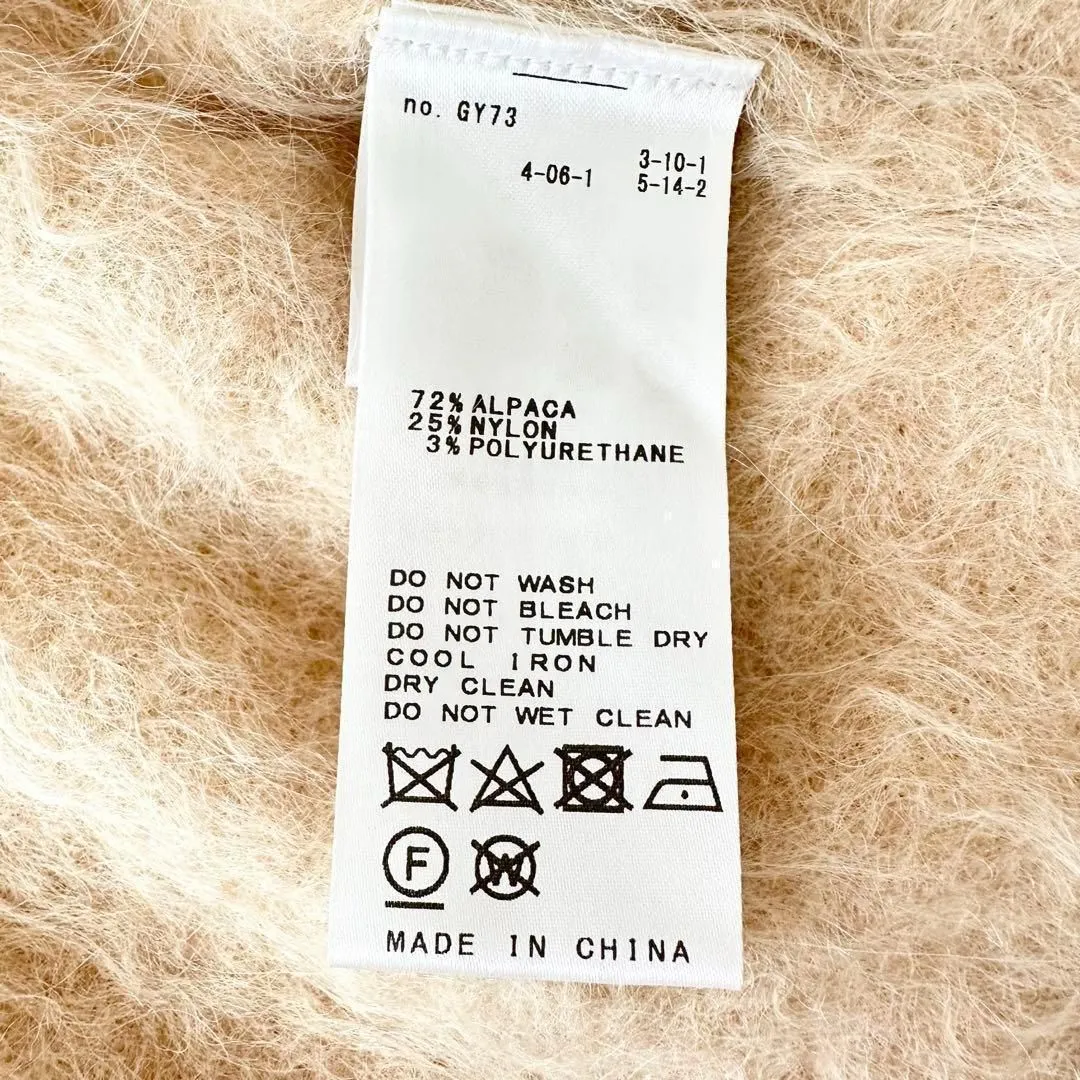 no. GY73
3-10-1
4-06-1 5-14-2
72% ALPACA
25% NYLON
3% POLYURETHANE
DO NOT WASH
DO NOT BLEACH
DO NOT TUMBLE DRY
COOL IRON
DRY CLEAN
DO NOT WET CLEAN
F W
MADE IN CHINA